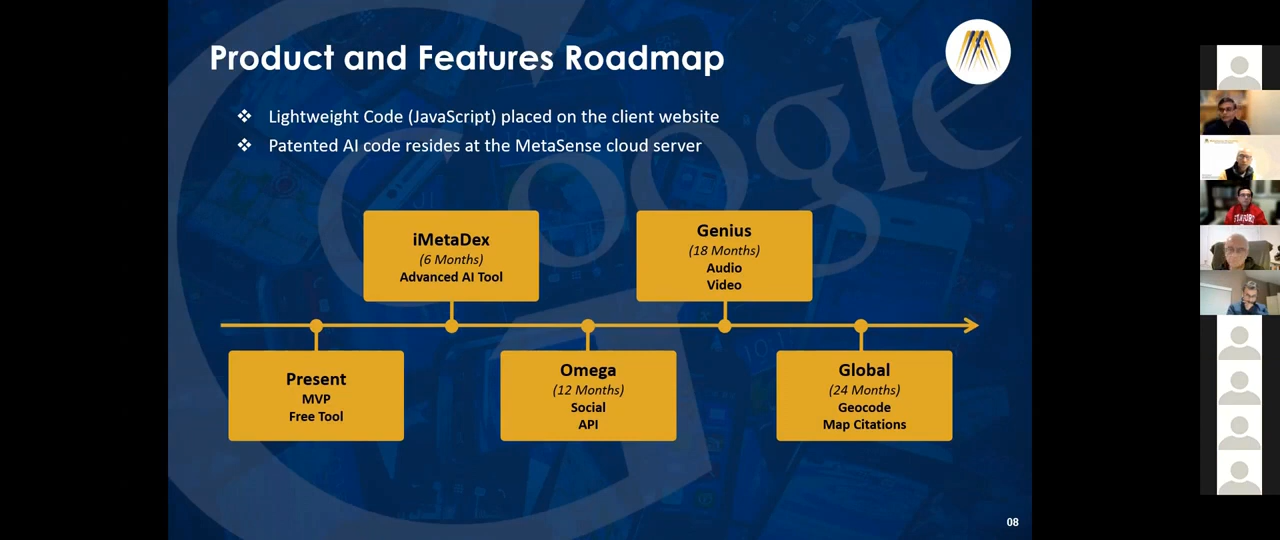 Product and Features Roadmap
❖ Lightweight Code (JavaScript) placed on the client website
❖ Patented AI code resides at the MetaSense cloud server
Google
iMetaDex
(6 Months)
Advanced AI Tool
Genius
(18 Months)
Audio
Video
Present
MVP
Free Tool
Omega
(12 Months)
Social
API
Global
(24 Months)
Geocode
Map Citations
08